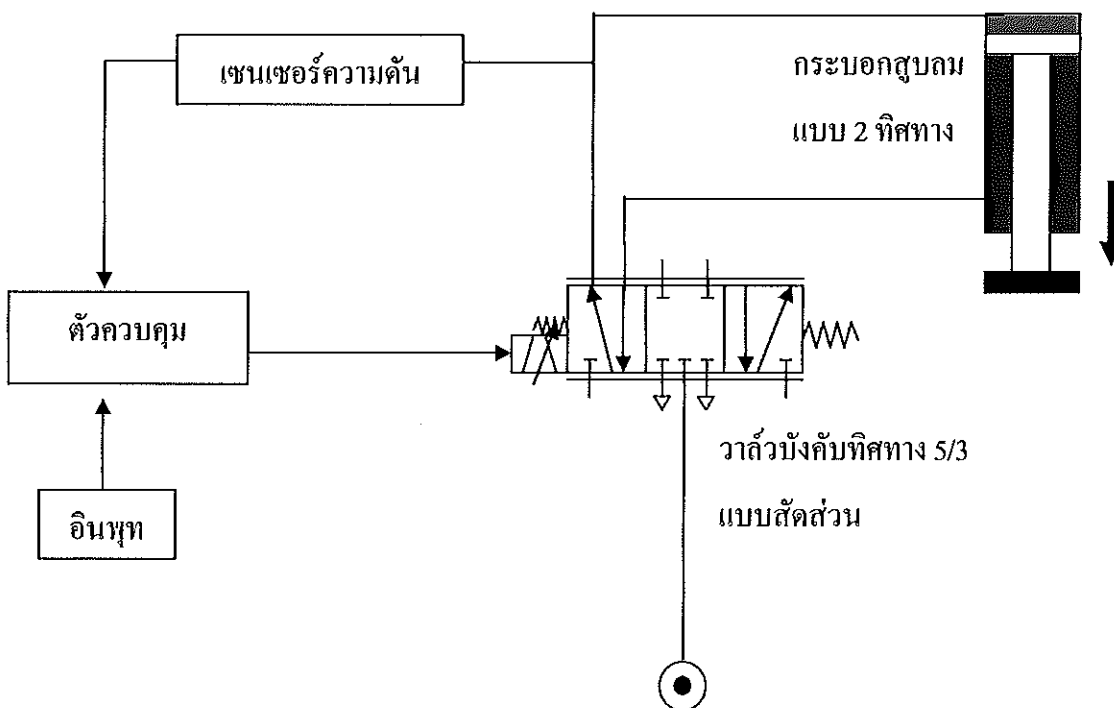 เซนเซอร์ความดัน
กระบอกสูบลม
แบบ 2 ทิศทาง
ตัวควบคุม
วาล์วบังคับทิศทาง 5/3
แบบสัดส่วน
อินพุท